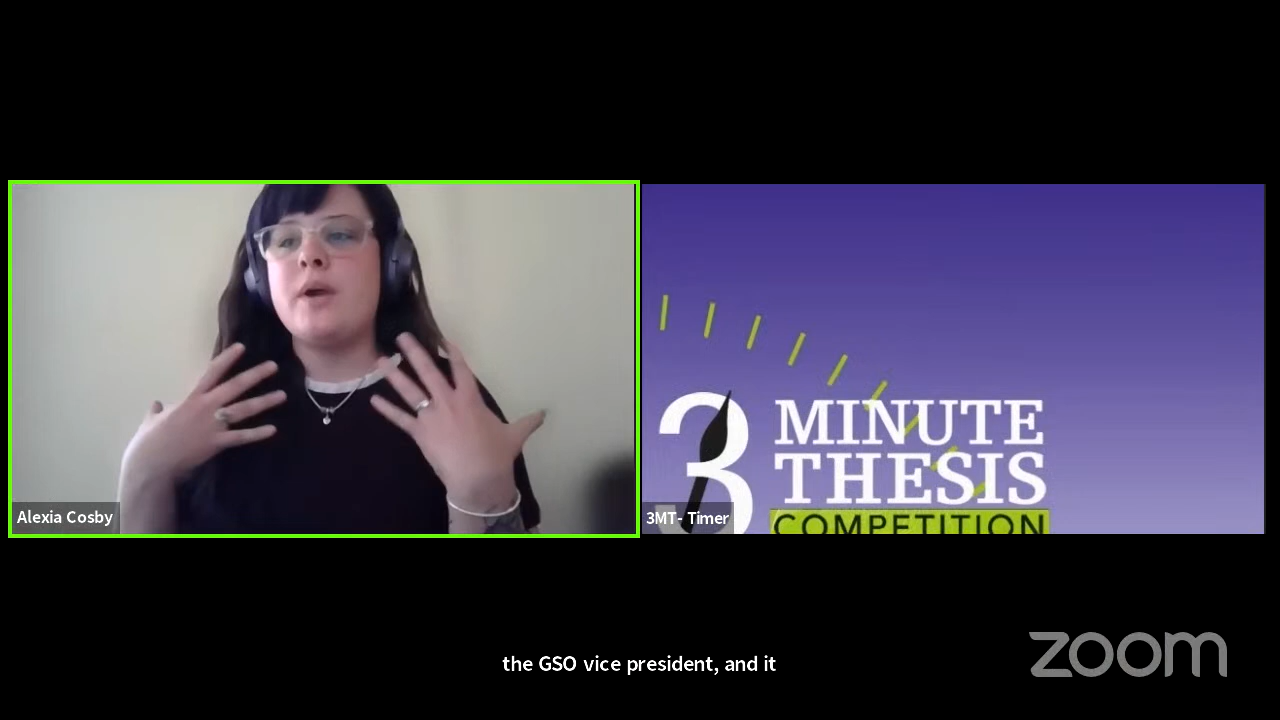 3 MINUTE
THESIS
COMPETITION
Alexia Cosby
3MT- Timer
the GSO vice president, and it
zoom